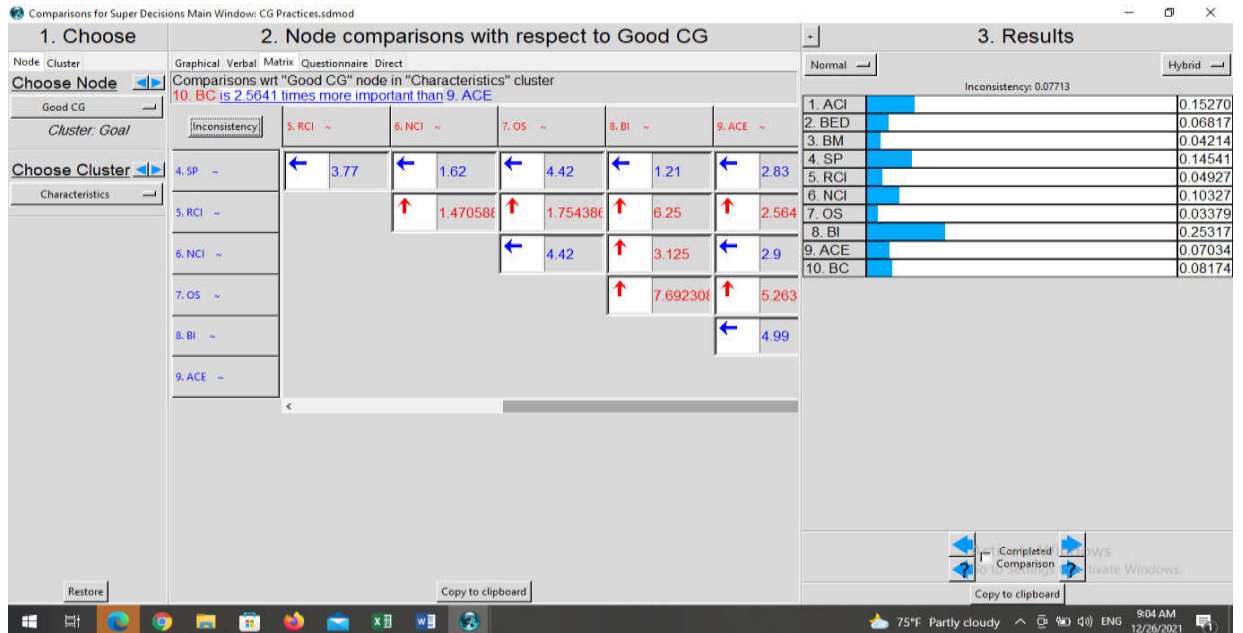 Comparisons for Super Decisions Main Window: CG Practices.sdmod
1. Choose
Node Cluster
Choose Node
Good CG
Cluster: Goal
Choose Cluster
Characteristics
Restore
2. Node comparisons with respect to Good CG
Graphical Verbal Matrix Questionnaire Direct
Comparisons wrt "Good CG" node in "Characteristics" cluster
10. BC is 2.5641 times more important than 9. ACE
Inconsistency 5. RCI ~ 6. NCI ~ 7. OS ~ 8. BI ~ 9. ACE ~
4. SP ~ 3.77 1.62 4.42 1.21 2.83
5. RCI ~ 1.470588 1.754386 6.25 2.564
6. NCI ~ 4.42 3.125 2.9
7. OS ~ 7.692308 5.263
8. BI ~ 4.99
9. ACE ~
Copy to clipboard
+ 3. Results
Normal Hybrid
Inconsistency: 0.07713
1. ACI 0.15270
2. BED 0.06817
3. BM 0.04214
4. SP 0.14541
5. RCI 0.04927
6. NCI 0.10327
7. OS 0.03379
8. BI 0.25317
9. ACE 0.07034
10. BC 0.08174
Completed
Comparison
Copy to clipboard
75°F Partly cloudy ENG 9:04 AM
12/26/2021